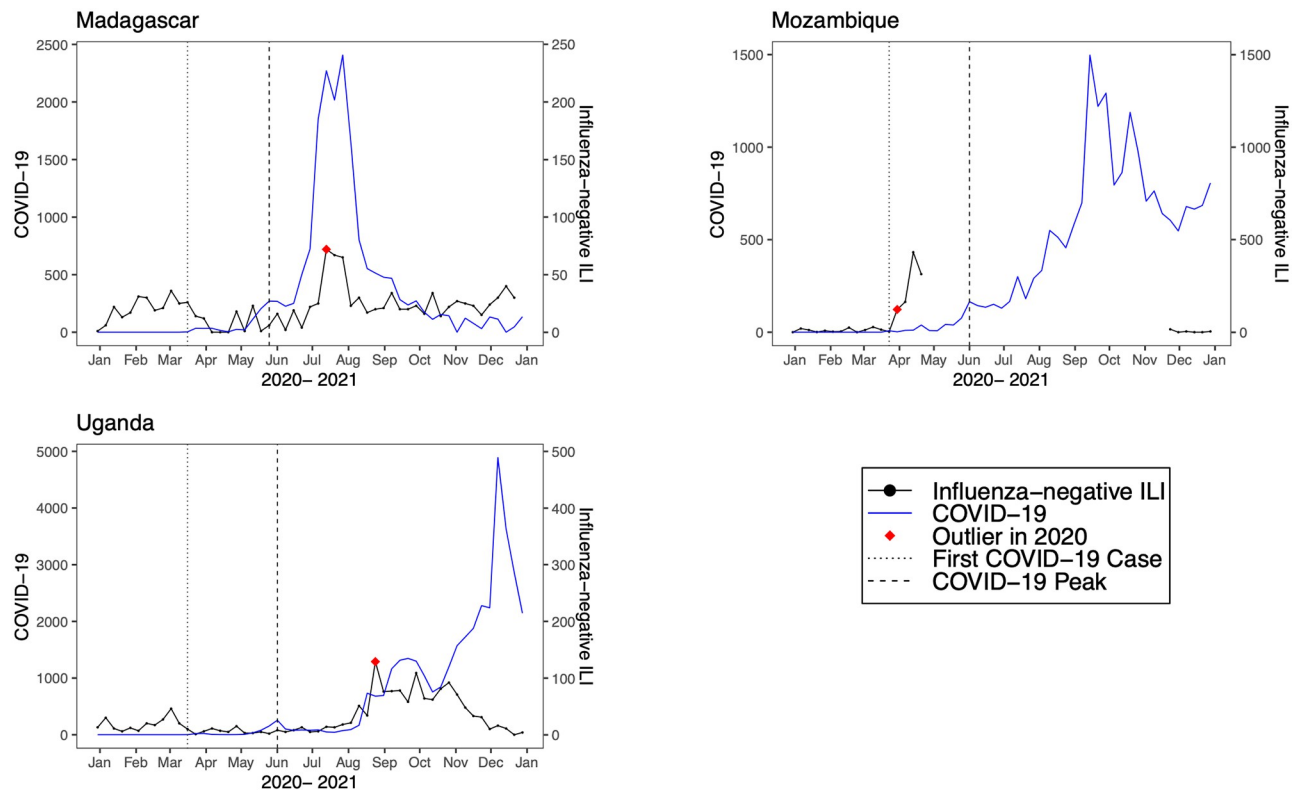 Madagascar
2500
2000
1500
1000
500
0
250
200
150
100
50
0
COVID−19
Influenza−negative ILI
Jan Feb Mar Apr May Jun Jul Aug Sep Oct Nov Dec Jan
2020− 2021
Mozambique
1500
1000
500
0
1500
1000
500
0
COVID−19
Influenza−negative ILI
Jan Feb Mar Apr May Jun Jul Aug Sep Oct Nov Dec Jan
2020− 2021
Uganda
5000
4000
3000
2000
1000
0
500
400
300
200
100
0
COVID−19
Influenza−negative ILI
Jan Feb Mar Apr May Jun Jul Aug Sep Oct Nov Dec Jan
2020− 2021
Influenza−negative ILI
COVID−19
Outlier in 2020
First COVID−19 Case
COVID−19 Peak